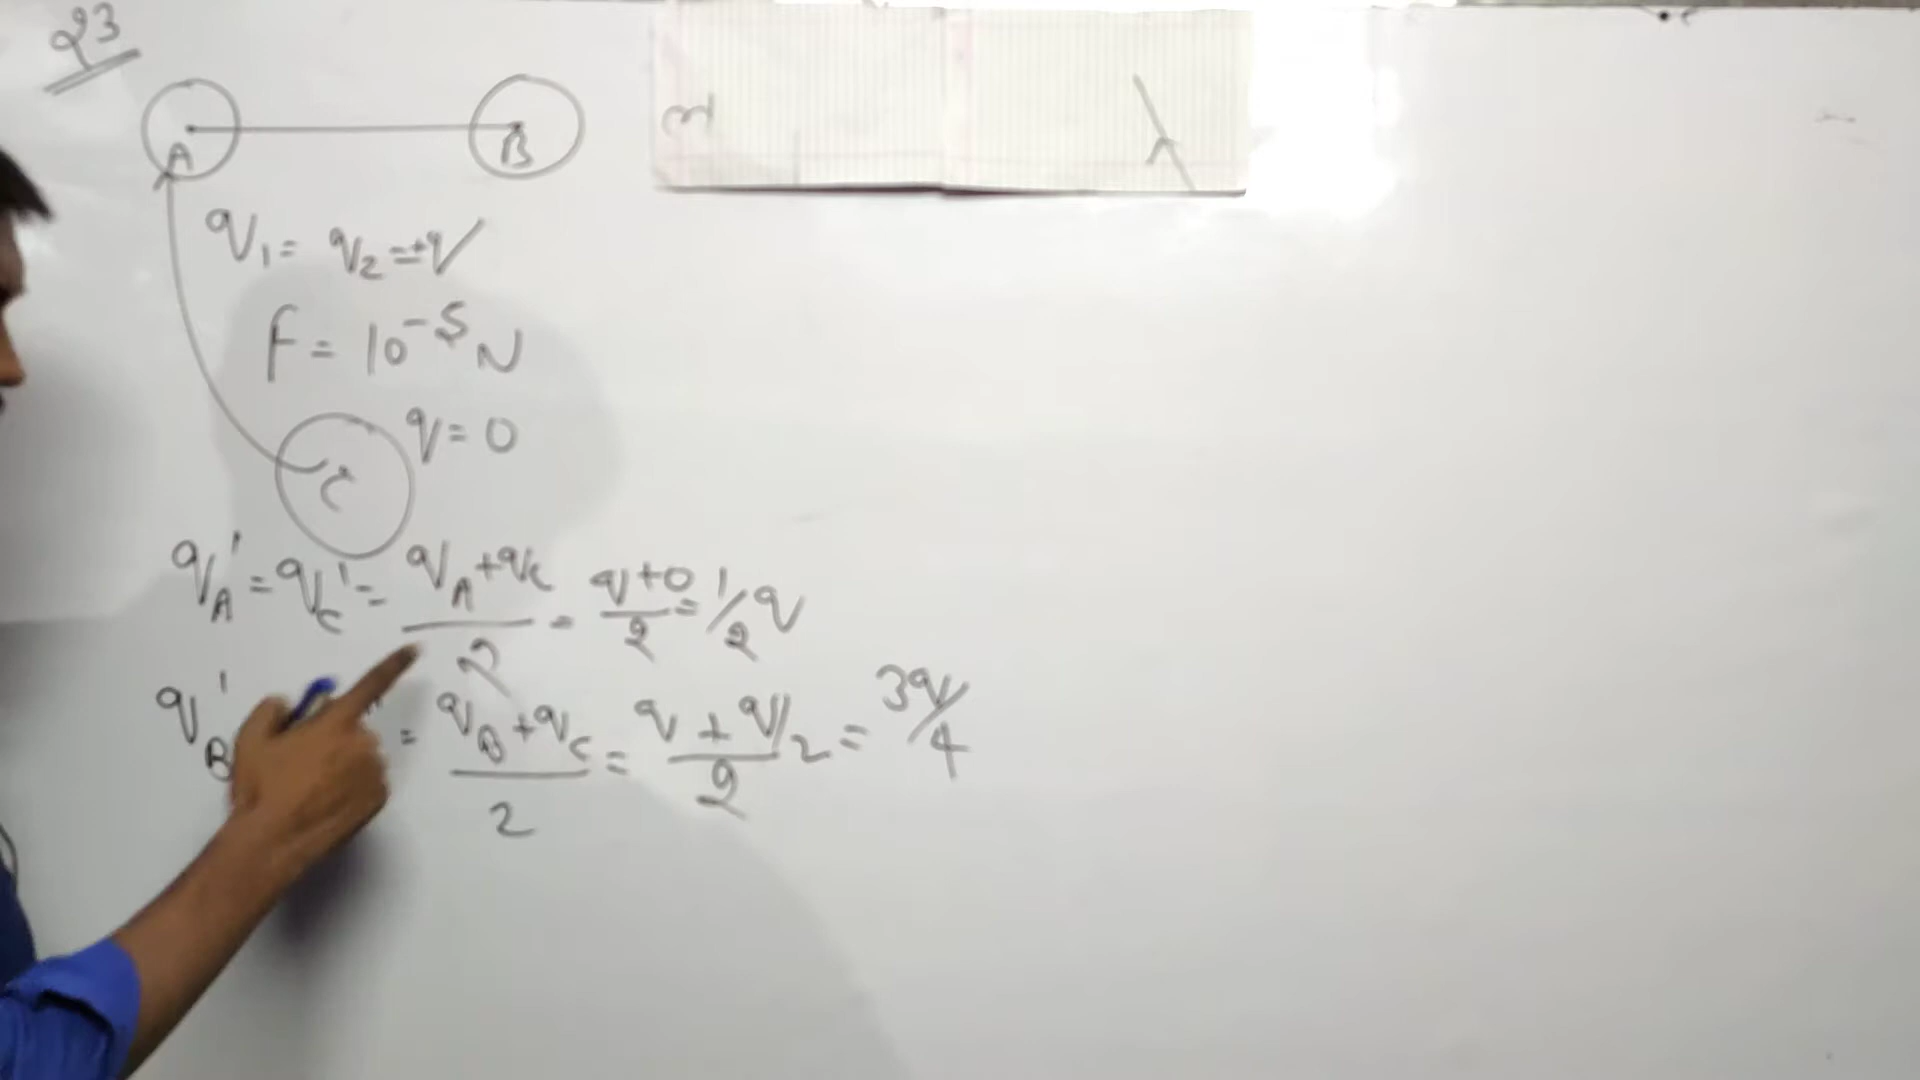 23
A B
q₁ = q₂ = +q
F = 10⁻⁵ N
q = 0
C
q'A = q'C = (qA + qC)/2 = (q + 0)/2 = 1/2 q
q'B = (qB + qC)/2 = (q + q/2)/2 = 3q/4